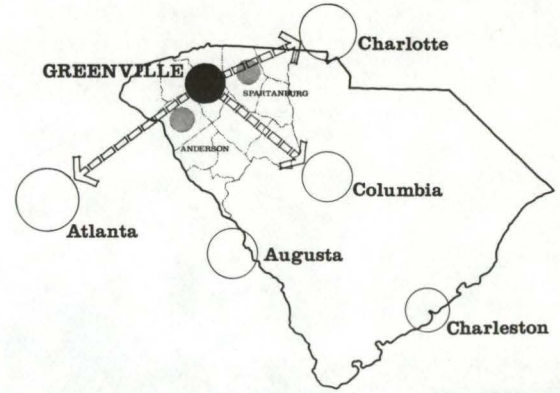 Charlotte
GREENVILLE
SPARTANBURG
ANDERSON
Columbia
Atlanta
Augusta
Charleston